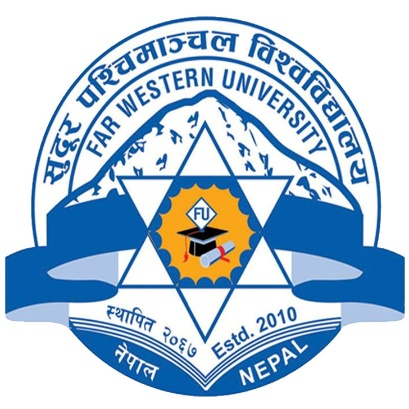 सुदूर पश्चिमाञ्चल विश्वविद्यालय
FAR WESTERN UNIVERSITY
FU
स्थापित २०६७
Estd. 2010
नेपाल
NEPAL